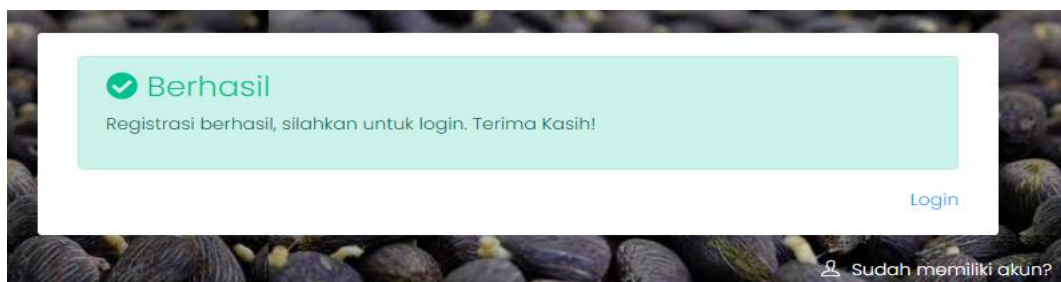 Berhasil
Registrasi berhasil, silahkan untuk login. Terima Kasih!
Login
Sudah memiliki akun?